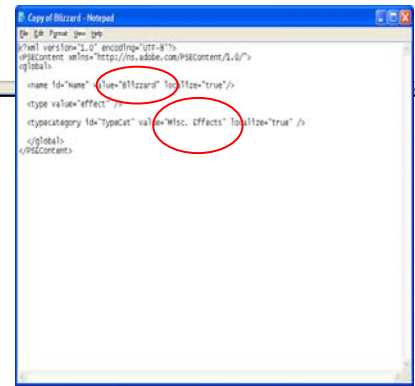 Copy of Blizzard - Notepad
File Edit Format View Help
<?xml version="1.0" encoding="UTF-8"?>
<PSEContent xmlns="http://ns.adobe.com/PSEContent/1.0/">
<global>
<name id="Name" value="Blizzard" localize="true"/>
<type value="effect" />
<typecategory id="TypeCat" value="Misc. Effects" localize="true" />
</global>
</PSEContent>